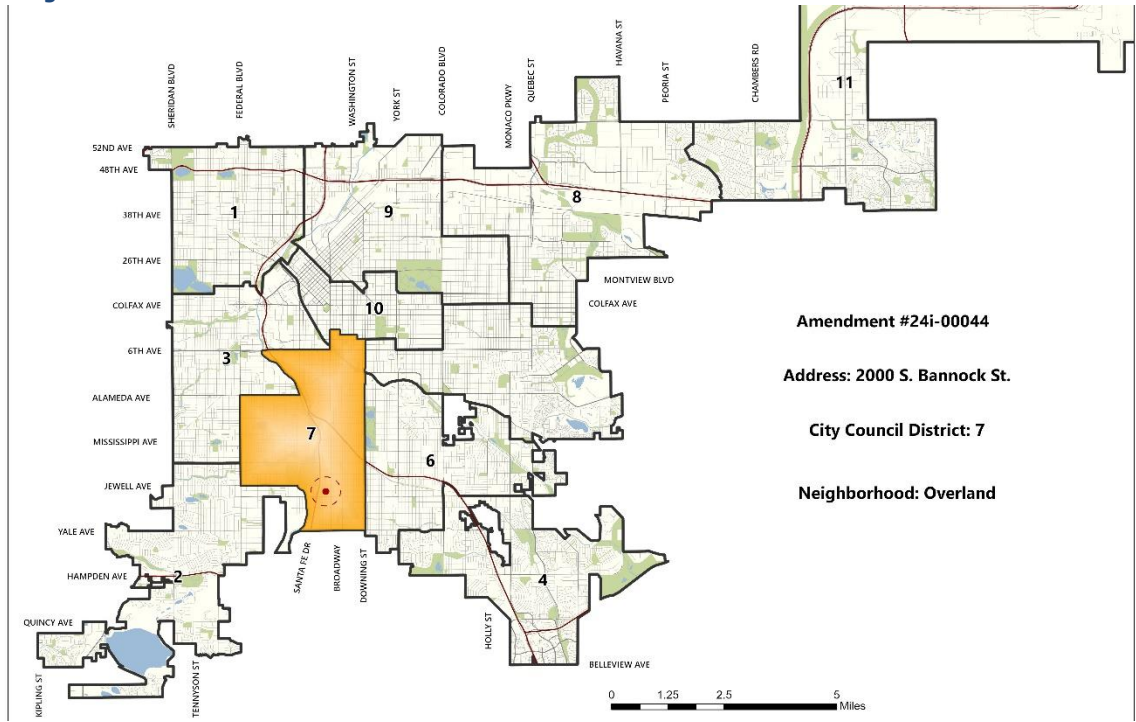 SHERIDAN BLVD
FEDERAL BLVD
WASHINGTON ST
YORK ST
COLORADO BLVD
MONACO PKWY
QUEBEC ST
HAVANA ST
PEORIA ST
CHAMBERS RD
11
52ND AVE
48TH AVE
38TH AVE
1
9
8
26TH AVE
MONTVIEW BLVD
COLFAX AVE
10
COLFAX AVE
Amendment #24i-00044
6TH AVE
3
Address: 2000 S. Bannock St.
ALAMEDA AVE
7
City Council District: 7
MISSISSIPPI AVE
6
JEWELL AVE
Neighborhood: Overland
YALE AVE
SANTA FE DR
BROADWAY
DOWNING ST
HAMPDEN AVE
2
4
QUINCY AVE
HOLLY ST
BELLEVIEW AVE
KIPLING ST
TENNYSON ST
0 1.25 2.5 5
Miles